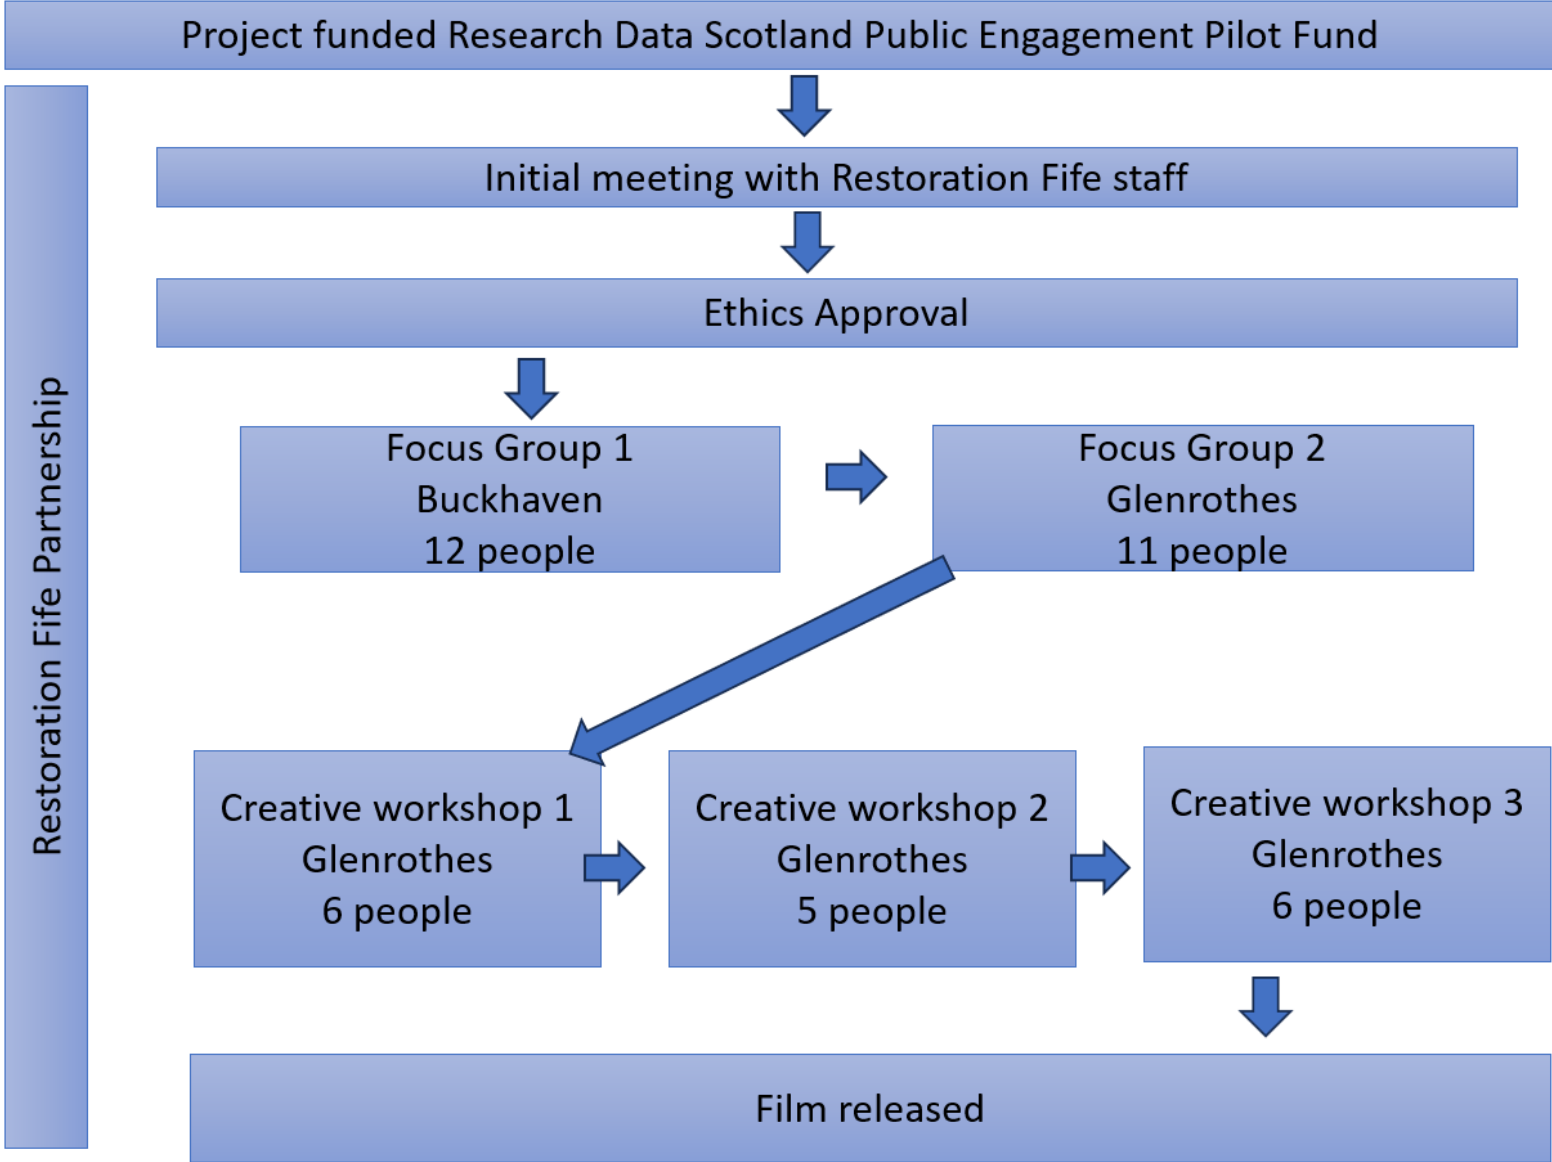 Project funded Research Data Scotland Public Engagement Pilot Fund
Restoration Fife Partnership
Initial meeting with Restoration Fife staff
Ethics Approval
Focus Group 1
Buckhaven
12 people
Focus Group 2
Glenrothes
11 people
Creative workshop 1
Glenrothes
6 people
Creative workshop 2
Glenrothes
5 people
Creative workshop 3
Glenrothes
6 people
Film released